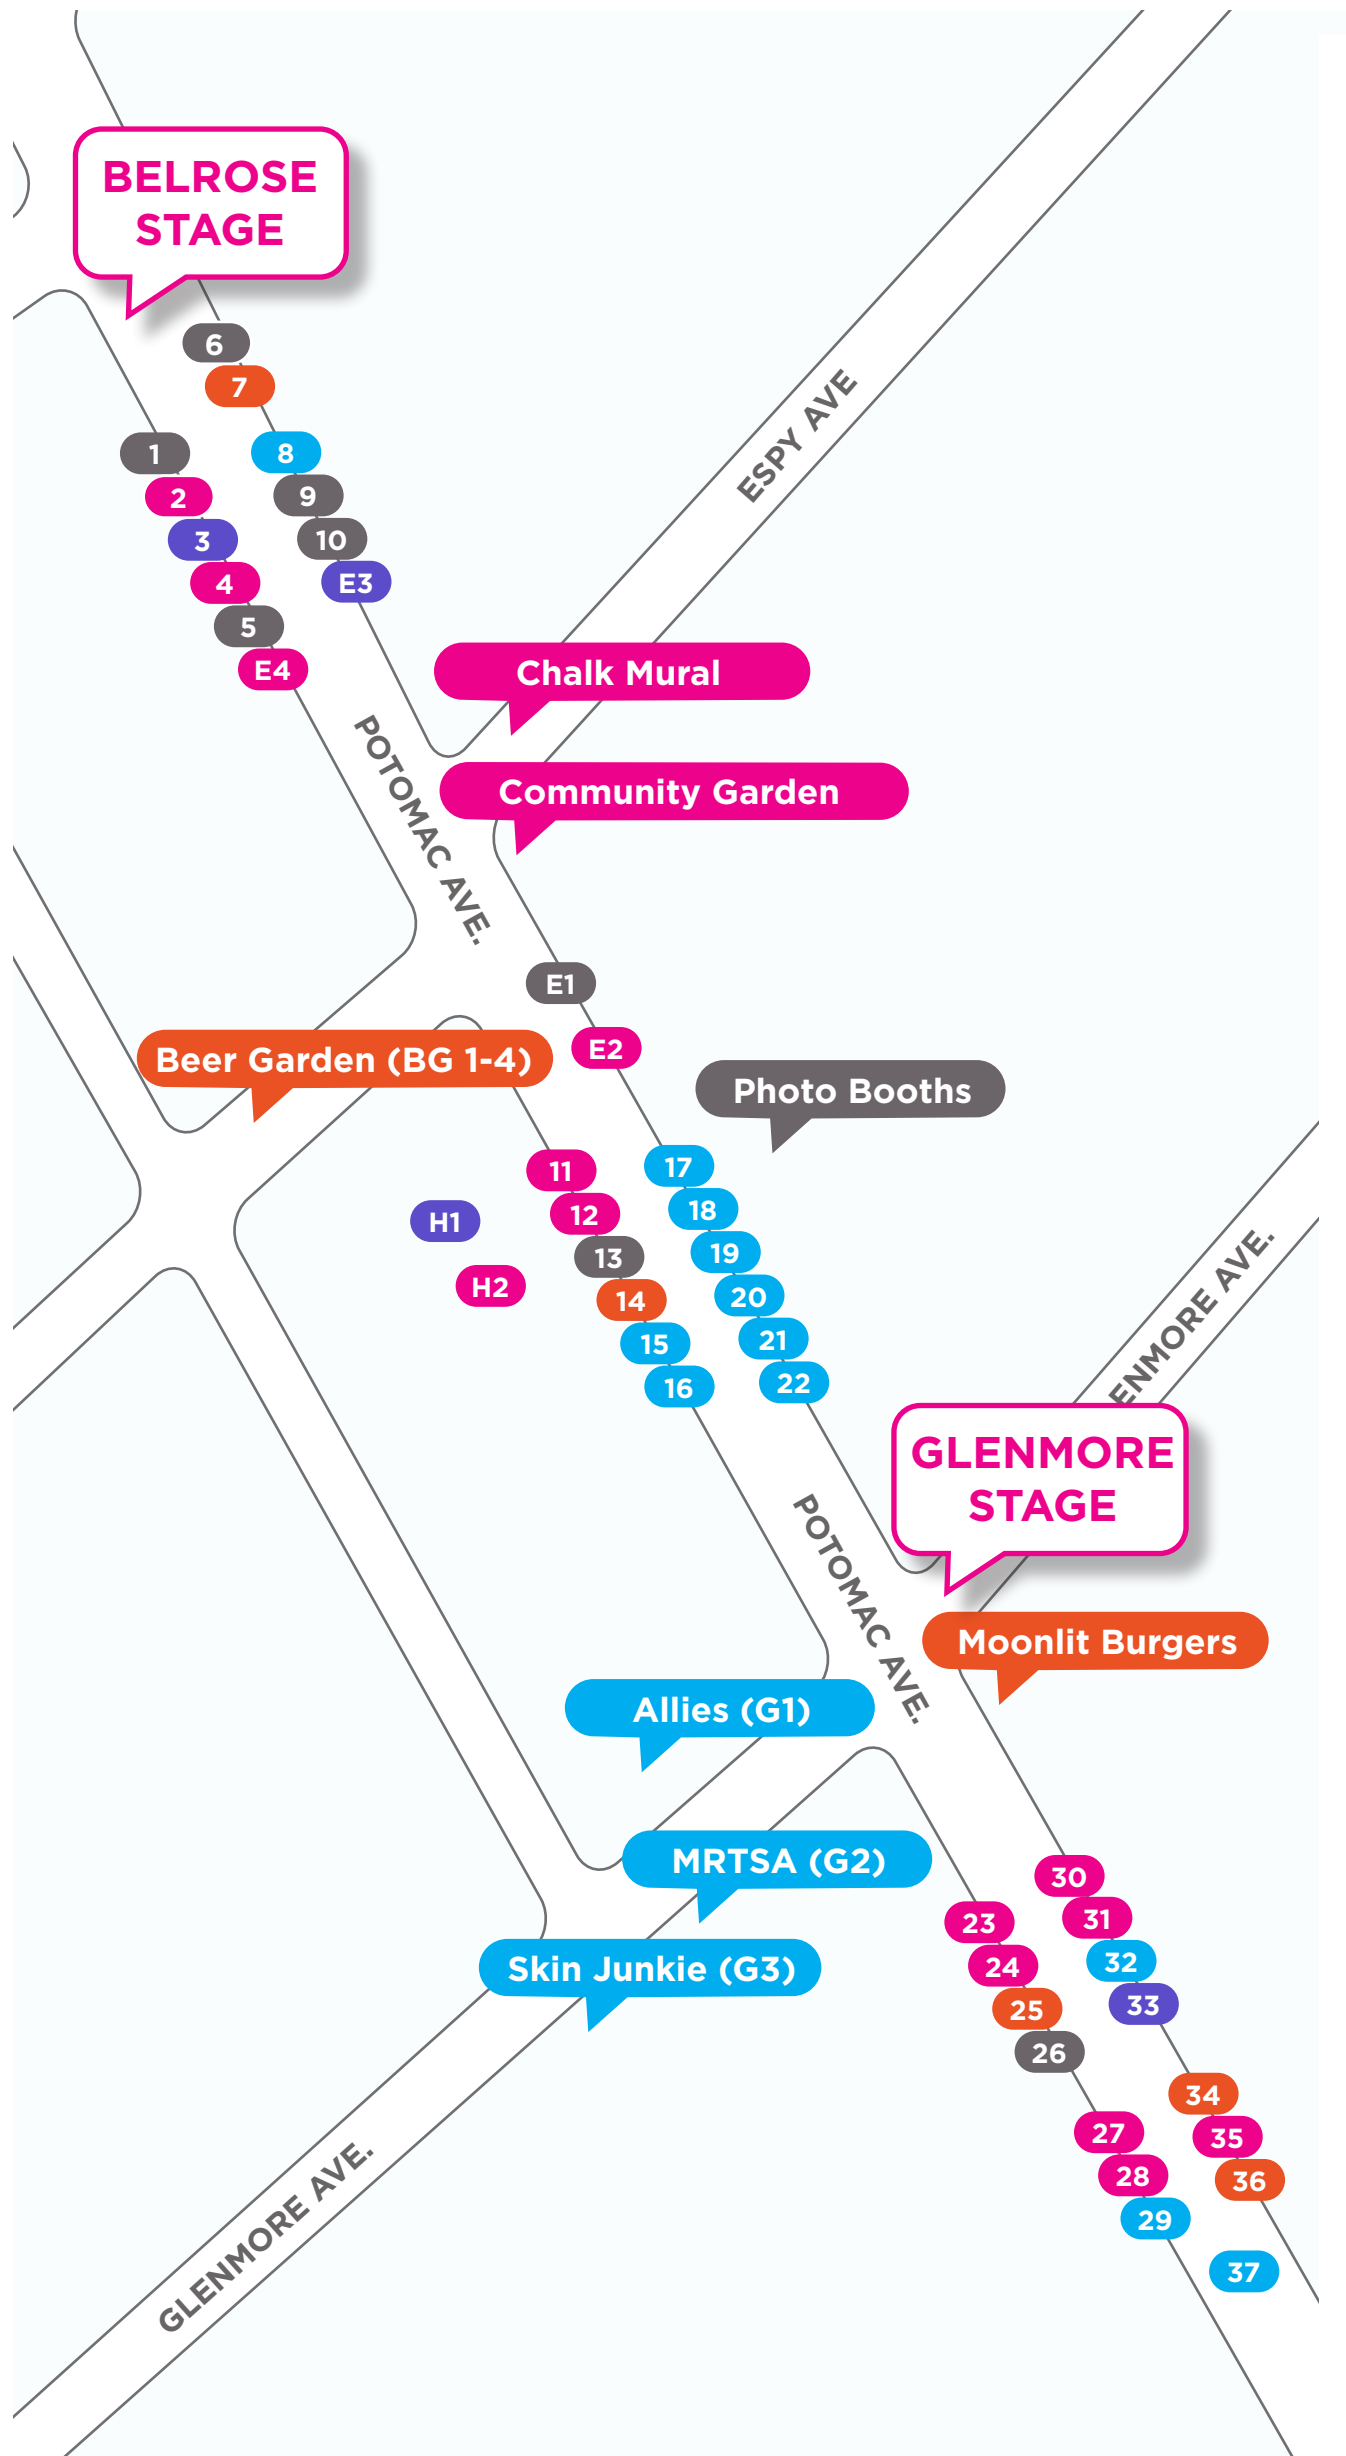 BELROSE
STAGE
6
7
1
8
2
9
3
10
4
E3
5
E4
ESPY AVE
Chalk Mural
POTOMAC AVE.
Community Garden
E1
E2
Beer Garden (BG 1-4)
Photo Booths
11
17
12
18
H1
13
19
H2
14
20
15
21
16
22
ENMORE AVE.
GLENMORE
STAGE
POTOMAC AVE.
Moonlit Burgers
Allies (G1)
MRTSA (G2)
Skin Junkie (G3)
30
23
31
24
32
25
33
26
34
27
35
28
36
29
37
GLENMORE AVE.